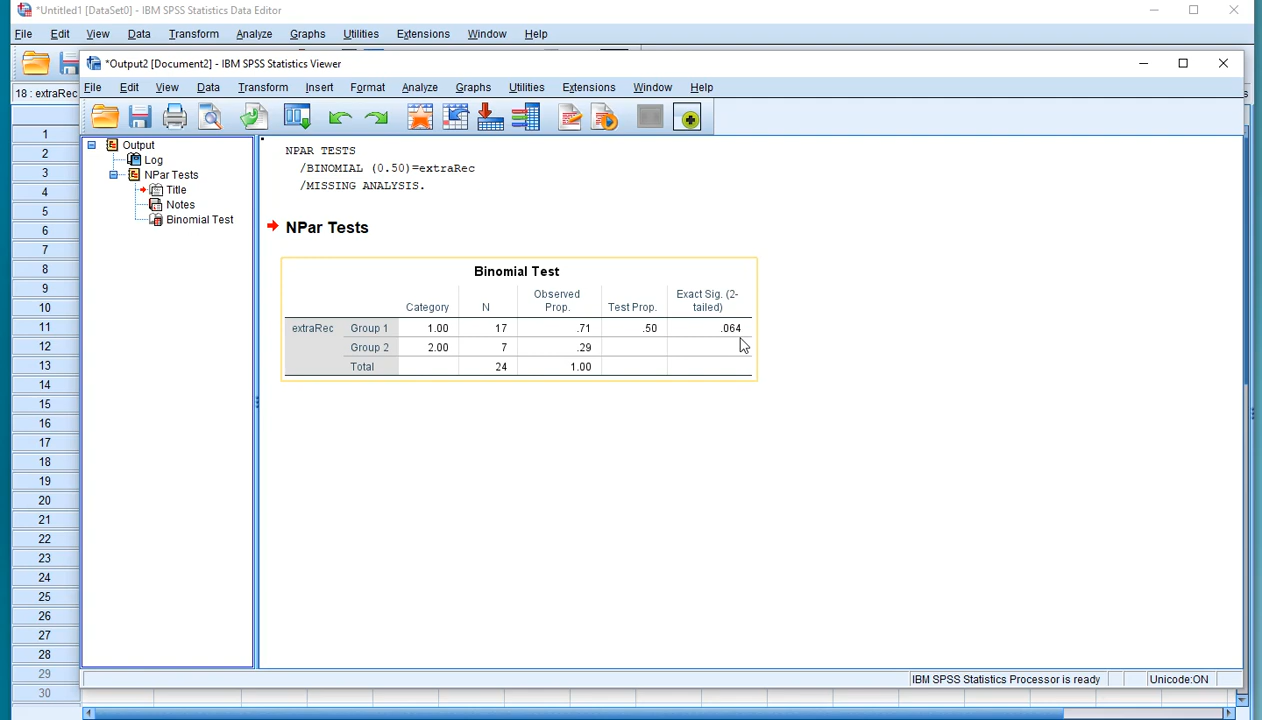 *Untitled1 [DataSet0] - IBM SPSS Statistics Data Editor
File Edit View Data Transform Analyze Graphs Utilities Extensions Window Help
*Output2 [Document2] - IBM SPSS Statistics Viewer
18 : extraRec
File Edit View Data Transform Insert Format Analyze Graphs Utilities Extensions Window Help
1
2
3
4
5
6
7
8
9
10
11
12
13
14
15
16
17
18
19
20
21
22
23
24
25
26
27
28
29
30
Output
Log
NPar Tests
Title
Notes
Binomial Test
NPAR TESTS
/BINOMIAL (0.50)=extraRec
/MISSING ANALYSIS.
NPar Tests
Binomial Test
Category N Observed Prop. Test Prop. Exact Sig. (2-
tailed)
extraRec Group 1 1.00 17 .71 .50 .064
Group 2 2.00 7 .29
Total 24 1.00
IBM SPSS Statistics Processor is ready Unicode:ON